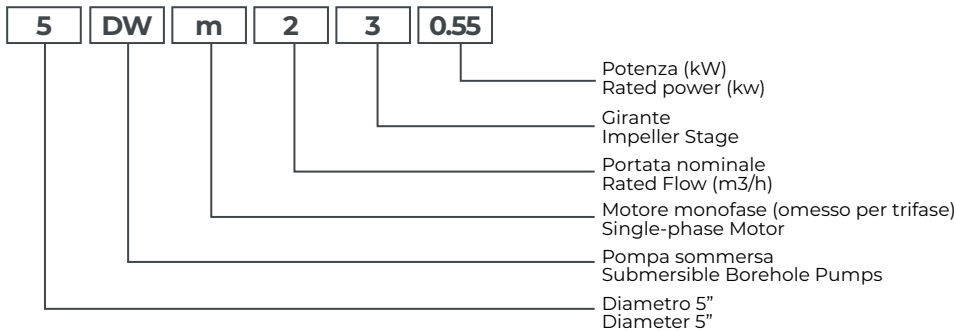 5 DW m 2 3 0.55
Potenza (kW)
Rated power (kw)
Girante
Impeller Stage
Portata nominale
Rated Flow (m3/h)
Motore monofase (omesso per trifase)
Single-phase Motor
Pompa sommersa
Submersible Borehole Pumps
Diametro 5”
Diameter 5”